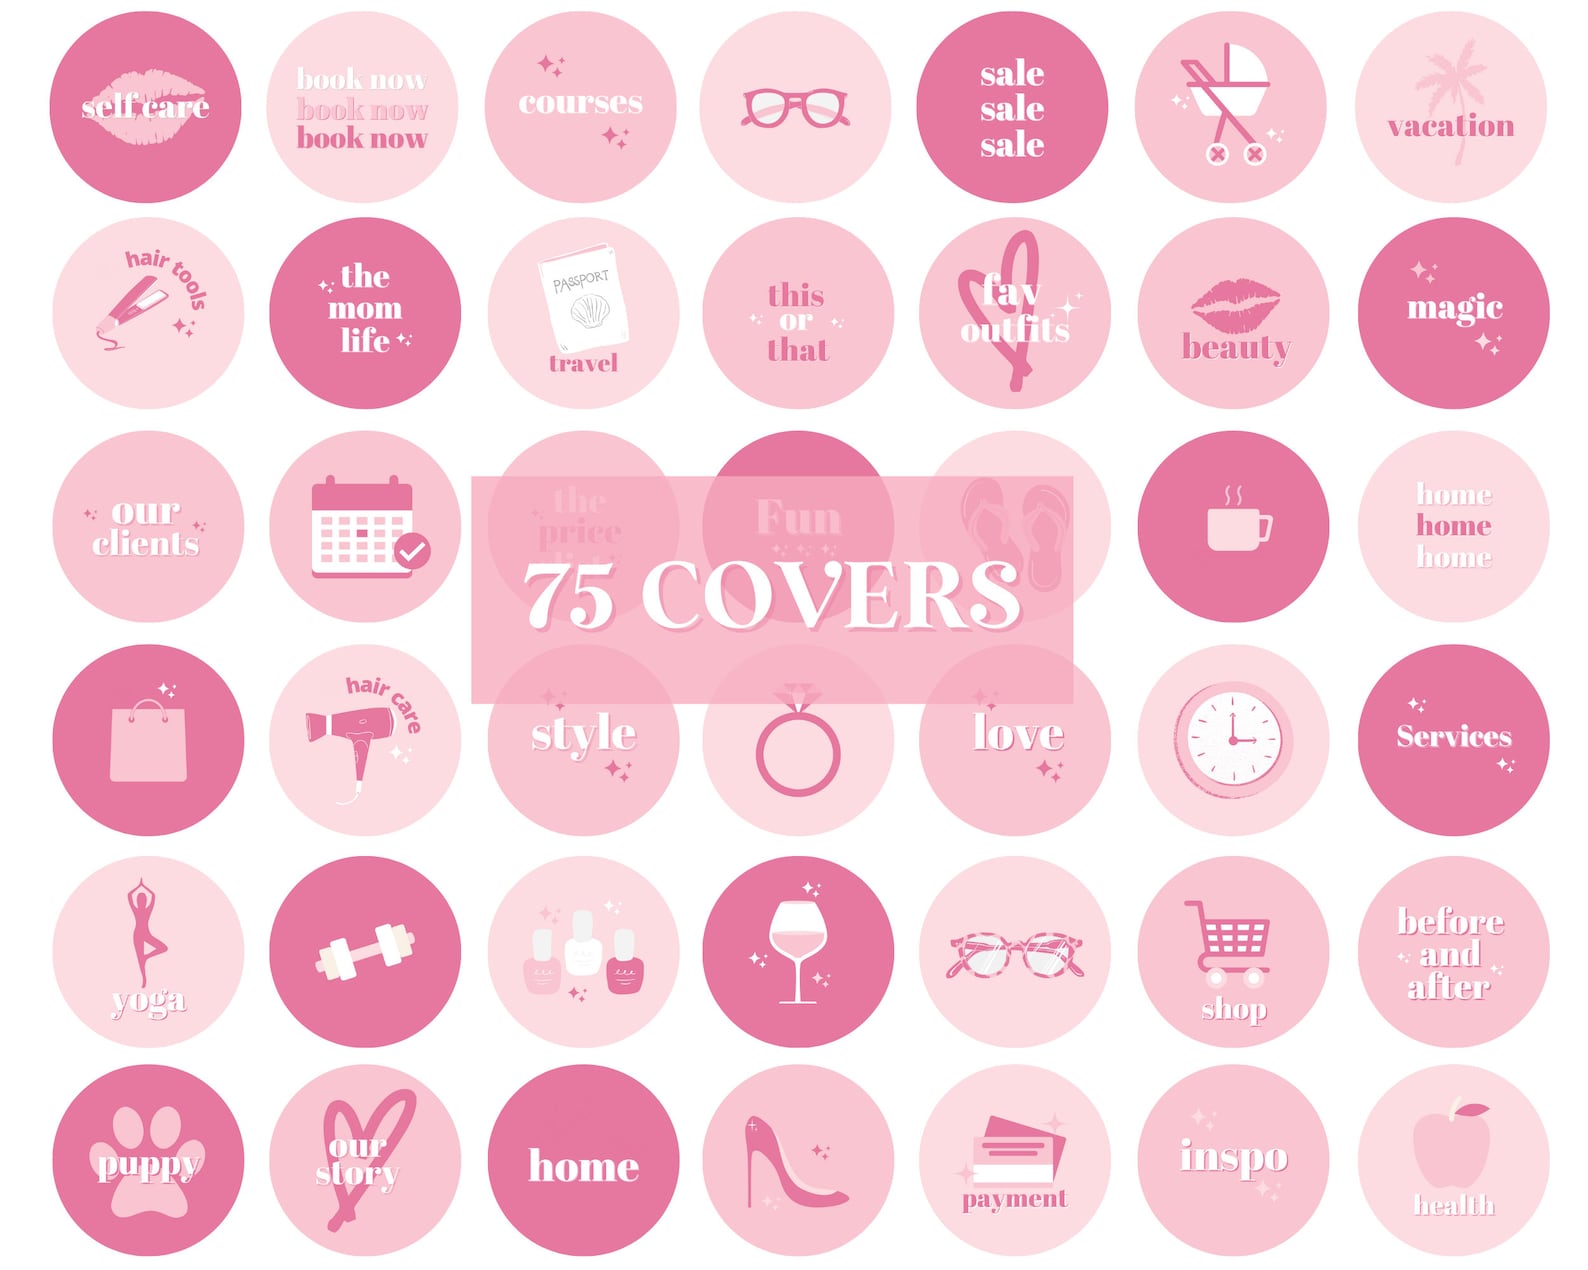 self care
book now
book now
book now
courses
sale
sale
sale
vacation
hair tools
the
mom
life
PASSPORT
travel
this
or
that
fav
outfits
beauty
magic
our
clients
the
price
Fun
home
home
home
75 COVERS
hair care
style
love
Services
yoga
shop
before
and
after
puppy
our
story
home
payment
inspo
health